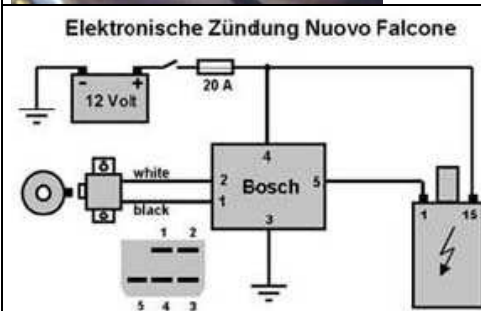 Elektronische Zündung Nuovo Falcone
- +
12 Volt
20 A
4
white
2
Bosch
5
1
black
3
1 15
1 2
5 4 3